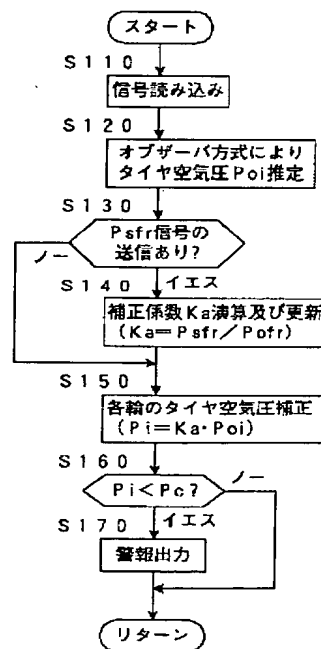 スタート
S110
信号読み込み
S120
オブザーバ方式により
タイヤ空気圧Poi推定
S130
Psfr信号の
送信あり?
ノー
イエス
S140
補正係数Ka演算及び更新
(Ka=Psfr/Pofr)
S150
各輪のタイヤ空気圧補正
(Pi=Ka・Poi)
S160
Pi<Pc?
ノー
イエス
S170
警報出力
リターン